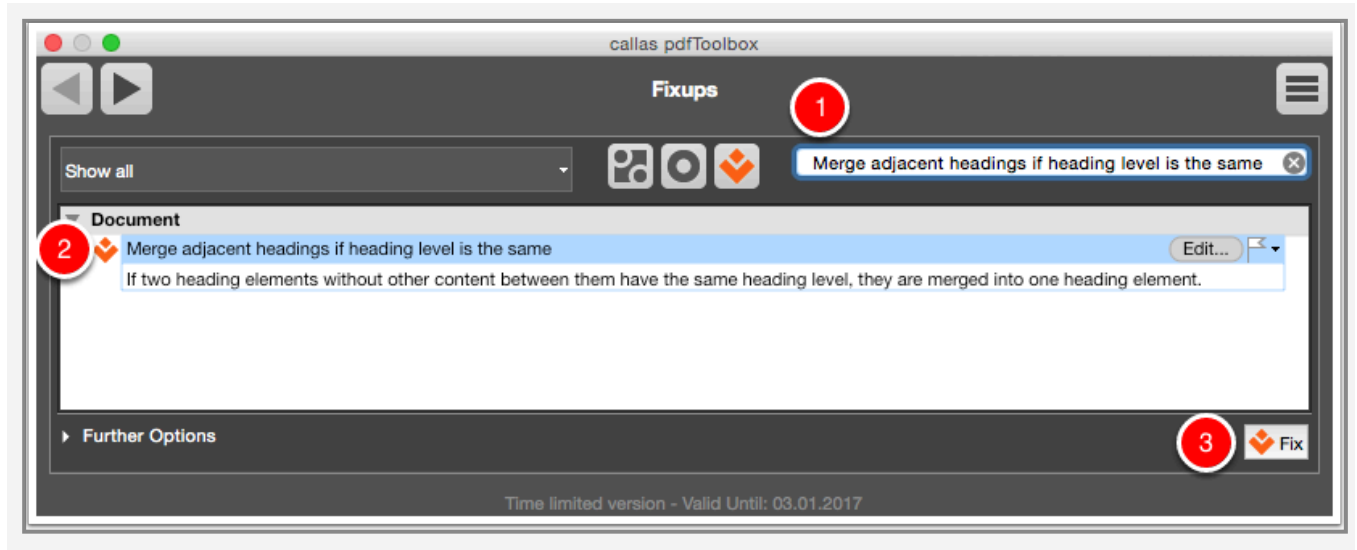 callas pdfToolbox
Fixups
1
Show all
Merge adjacent headings if heading level is the same
Document
2
Merge adjacent headings if heading level is the same
Edit...
If two heading elements without other content between them have the same heading level, they are merged into one heading element.
Further Options
3
Fix
Time limited version - Valid Until: 03.01.2017